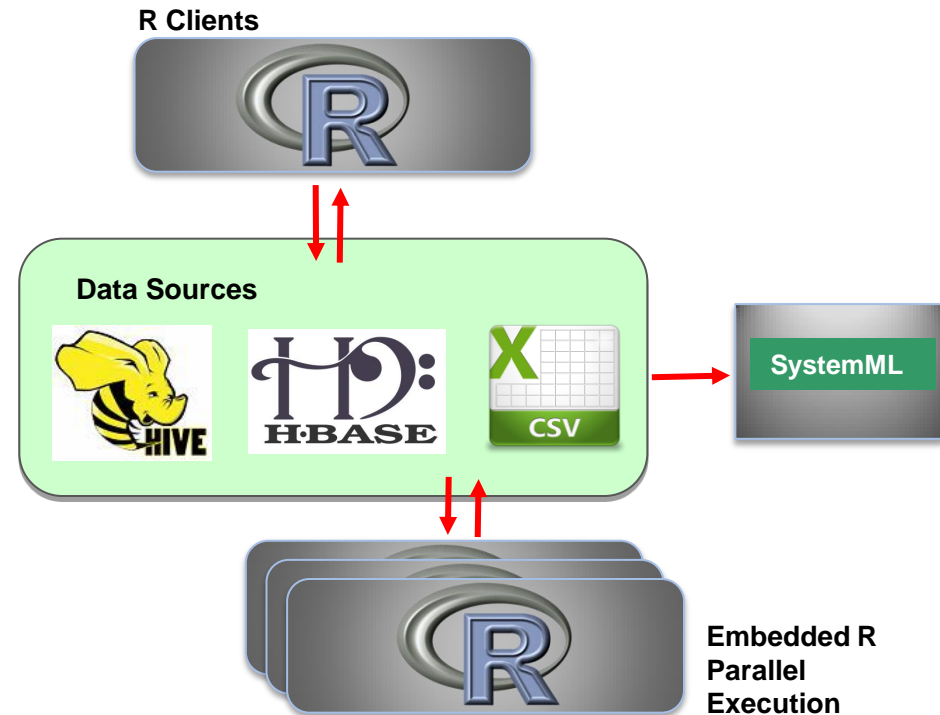 R Clients
R
Data Sources
HIVE
H·BASE
X
CSV
SystemML
R
Embedded R
Parallel
Execution